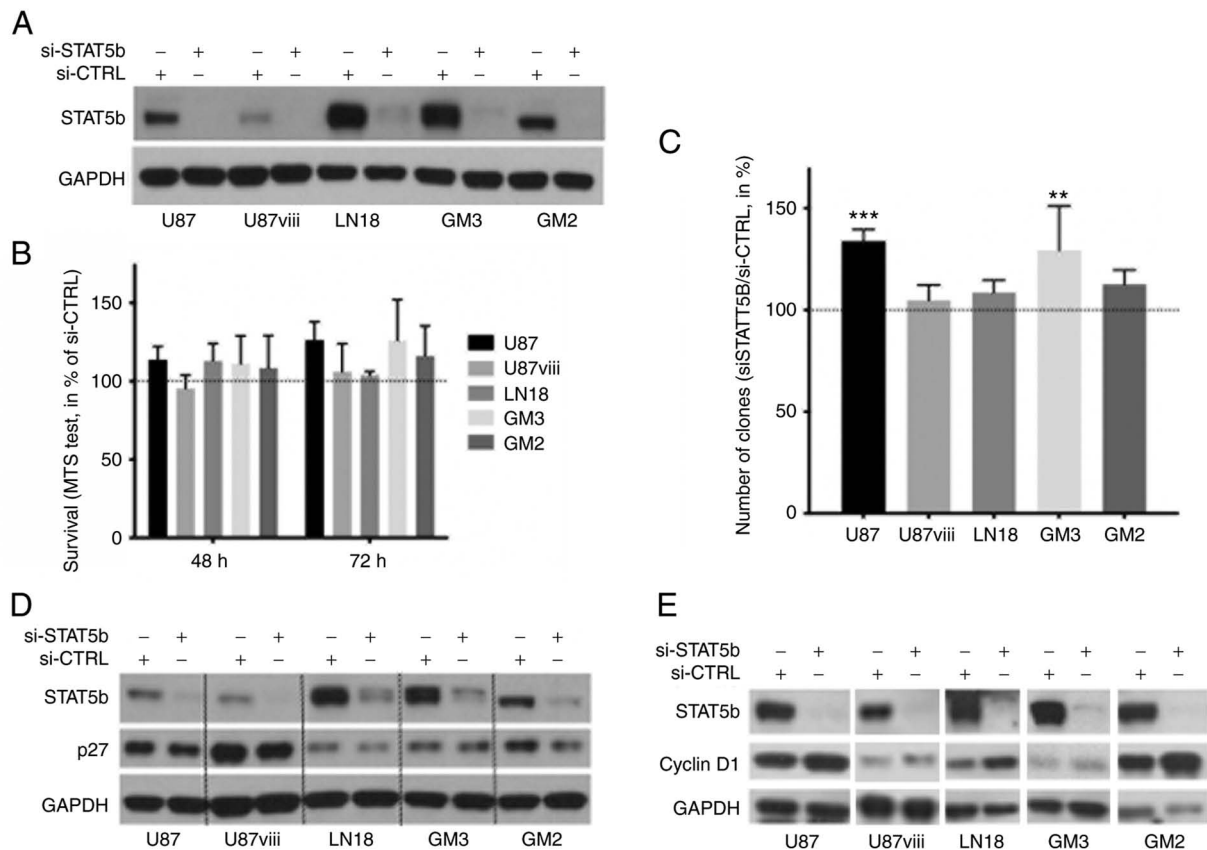 A
si-STAT5b – + – + – + – + – +
si-CTRL + – + – + – + – + –
STAT5b
GAPDH
U87 U87viii LN18 GM3 GM2
B
Survival (MTS test, in % of si-CTRL)
150
100
50
0
48 h 72 h
U87
U87viii
LN18
GM3
GM2
C
Number of clones (siSTATT5B/si-CTRL, in %)
150
100
50
0
*** **
U87 U87viii LN18 GM3 GM2
D
si-STAT5b – + – + – + – + – +
si-CTRL + – + – + – + – + –
STAT5b
p27
GAPDH
U87 U87viii LN18 GM3 GM2
E
si-STAT5b – + – + – + – + – +
si-CTRL + – + – + – + – + –
STAT5b
Cyclin D1
GAPDH
U87 U87viii LN18 GM3 GM2